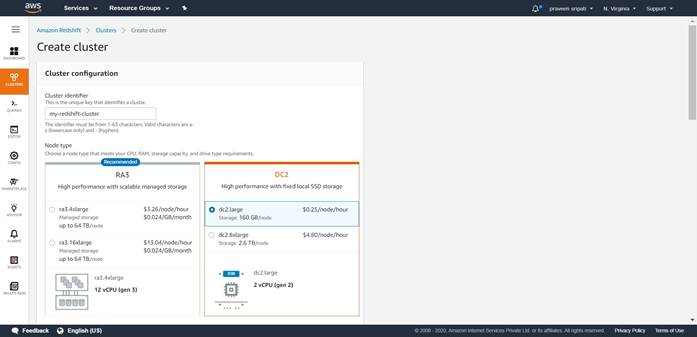 aws
Services
Resource Groups
praveen sripati
N. Virginia
Support
Amazon Redshift
Clusters
Create cluster
Create cluster
DASHBOARD
CLUSTERS
QUERIES
EDITOR
CONFIG
MARKETPLACE
ADVISOR
ALARMS
EVENTS
WHAT'S NEW
Cluster configuration
Cluster identifier
This is the unique key that identifies a cluster.
my-redshift-cluster
The identifier must be from 1-63 characters. Valid characters are a-
z (lowercase only) and - (hyphen).
Node type
Choose a node type that meets your CPU, RAM, storage capacity, and drive type requirements.
Recommended
RA3
High performance with scalable managed storage
ra3.4xlarge $3.26/node/hour
Managed storage: $0.024/GB/month
up to 64 TB/node
ra3.16xlarge $13.04/node/hour
Managed storage: $0.024/GB/month
up to 64 TB/node
ra3.4xlarge
12 vCPU (gen 3)
DC2
High performance with fixed local SSD storage
dc2.large $0.25/node/hour
Storage: 160 GB/node
dc2.8xlarge $4.80/node/hour
Storage: 2.6 TB/node
SSD
dc2.large
2 vCPU (gen 2)
Feedback
English (US)
© 2008 - 2020, Amazon Internet Services Private Ltd. or its affiliates. All rights reserved.
Privacy Policy
Terms of Use